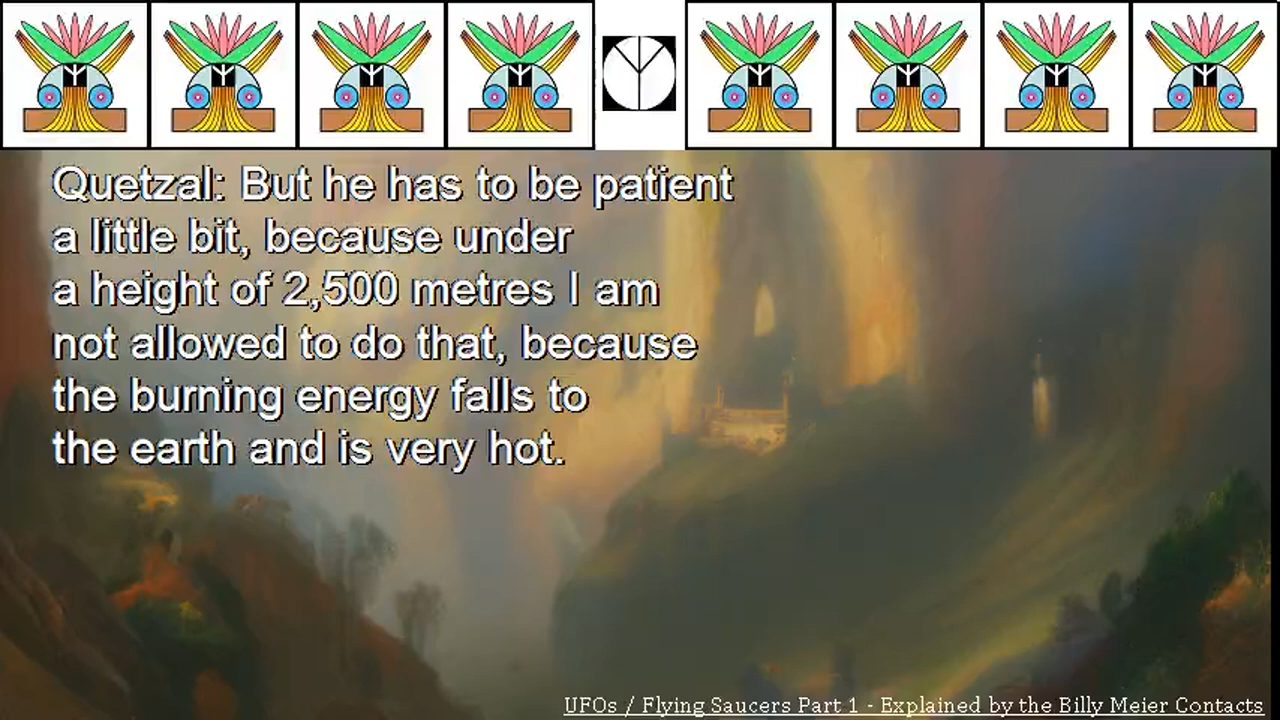 Quetzal: But he has to be patient
a little bit, because under
a height of 2,500 metres I am
not allowed to do that, because
the burning energy falls to
the earth and is very hot.
UFOs / Flying Saucers Part 1 - Explained by the Billy Meier Contacts